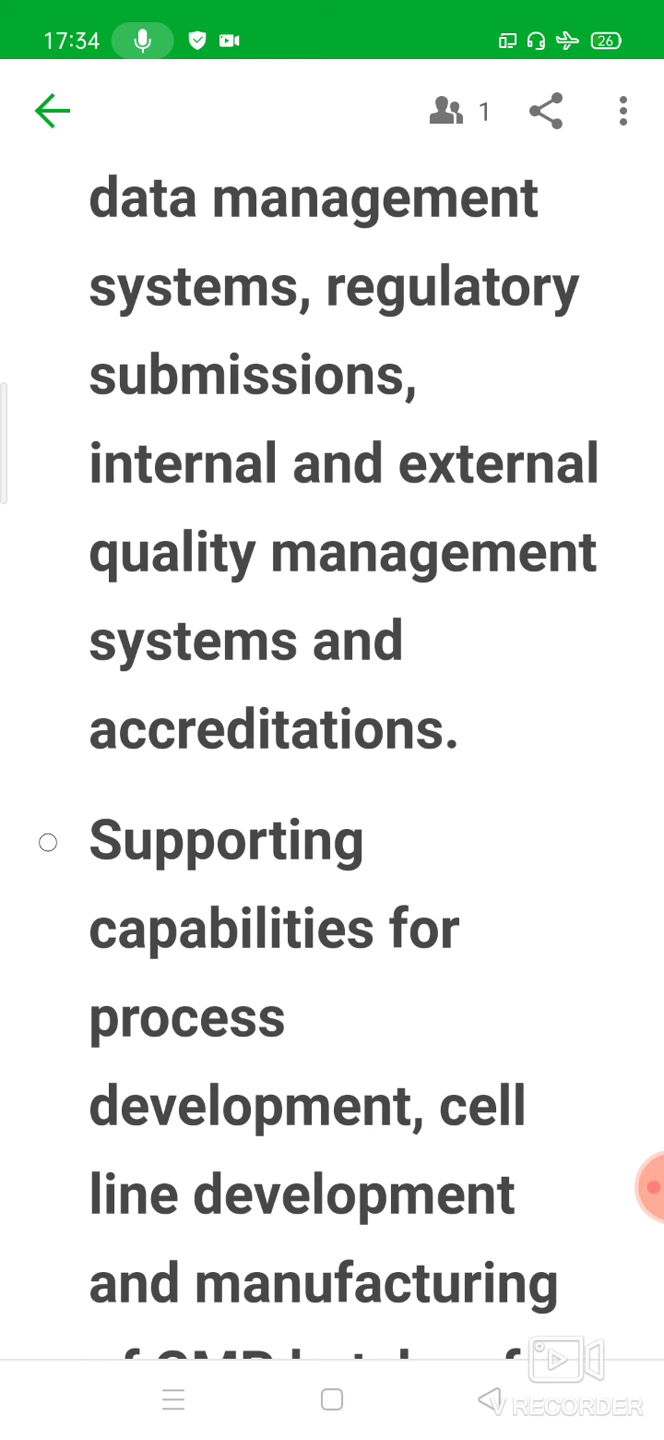 17:34
26
1
data management
systems, regulatory
submissions,
internal and external
quality management
systems and
accreditations.
Supporting
capabilities for
process
development, cell
line development
and manufacturing
V RECORDER